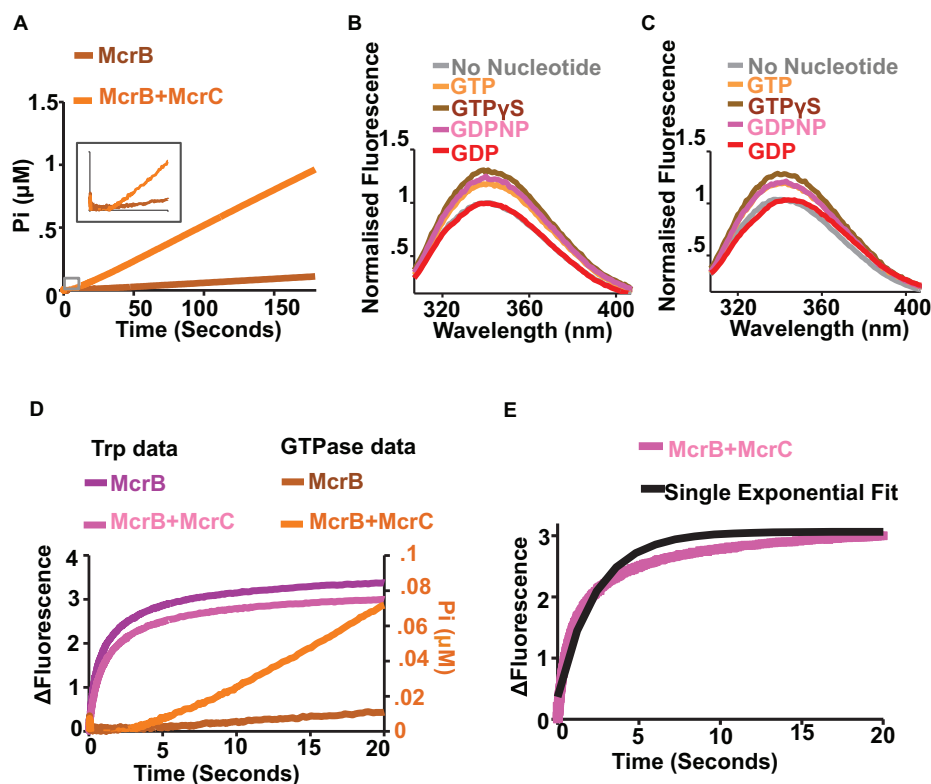 A
McrB
McrB+McrC
1.5
1
.5
0
Pi (µM)
0 50 100 150
Time (Seconds)
B
No Nucleotide
GTP
GTPγS
GDPNP
GDP
1.5
1
.5
Normalised Fluorescence
320 360 400
Wavelength (nm)
C
No Nucleotide
GTP
GTPγS
GDPNP
GDP
1.5
1
.5
Normalised Fluorescence
320 360 400
Wavelength (nm)
D
Trp data
GTPase data
McrB
McrB
McrB+McrC
McrB+McrC
4
3
2
1
0
ΔFluorescence
.1
0.08
.06
.04
.02
0
Pi (µM)
0 5 10 15 20
Time (Seconds)
E
McrB+McrC
Single Exponential Fit
3
2
1
0
ΔFluorescence
0 5 10 15 20
Time (Seconds)